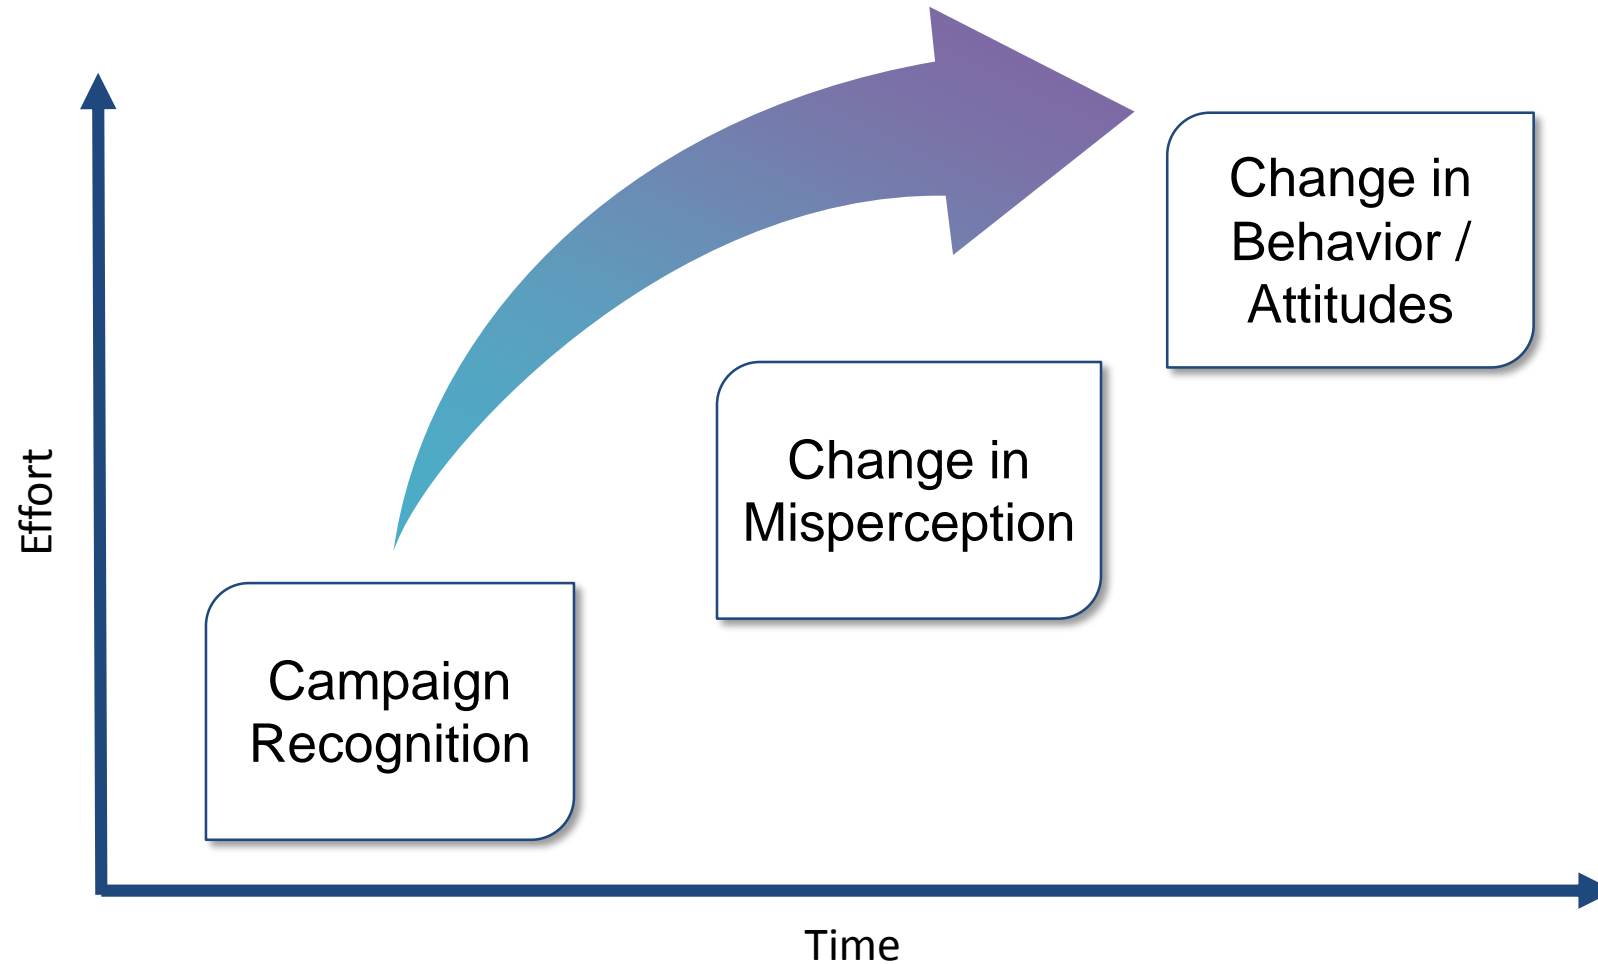 Change in
Behavior /
Attitudes
Change in
Misperception
Campaign
Recognition
Effort
Time